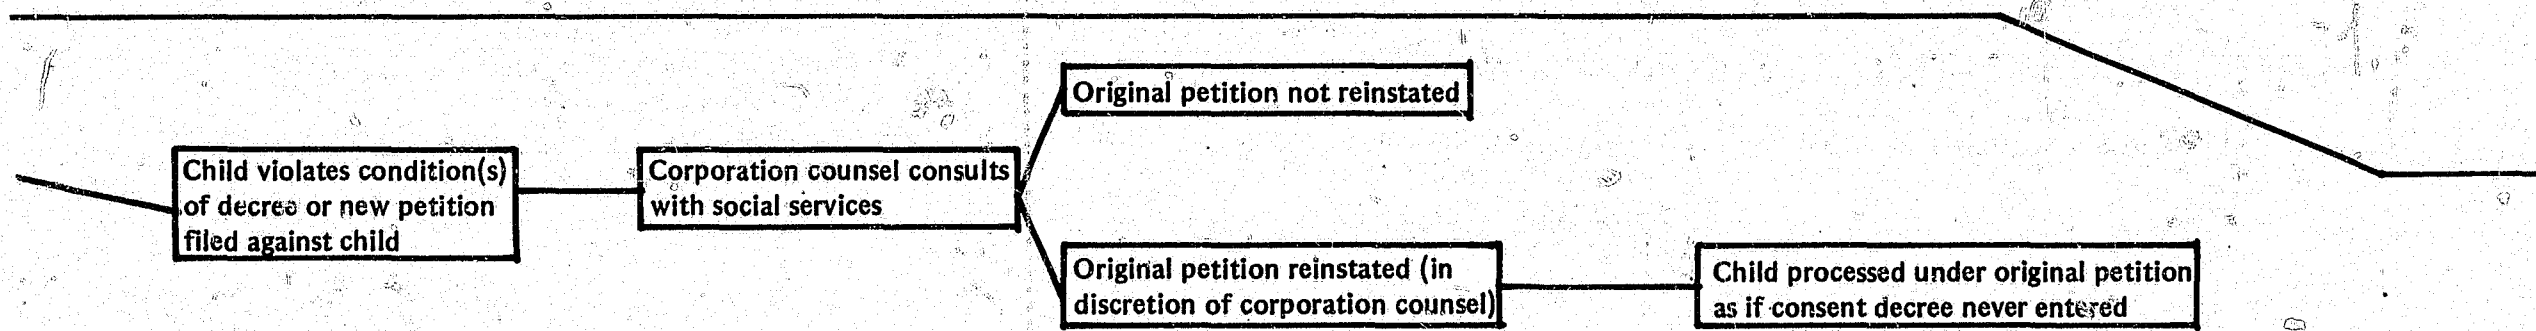 Original petition not reinstated
Child violates condition(s)
of decree or new petition
filed against child
Corporation counsel consults
with social services
Original petition reinstated (in
discretion of corporation counsel)
Child processed under original petition
as if consent decree never entered